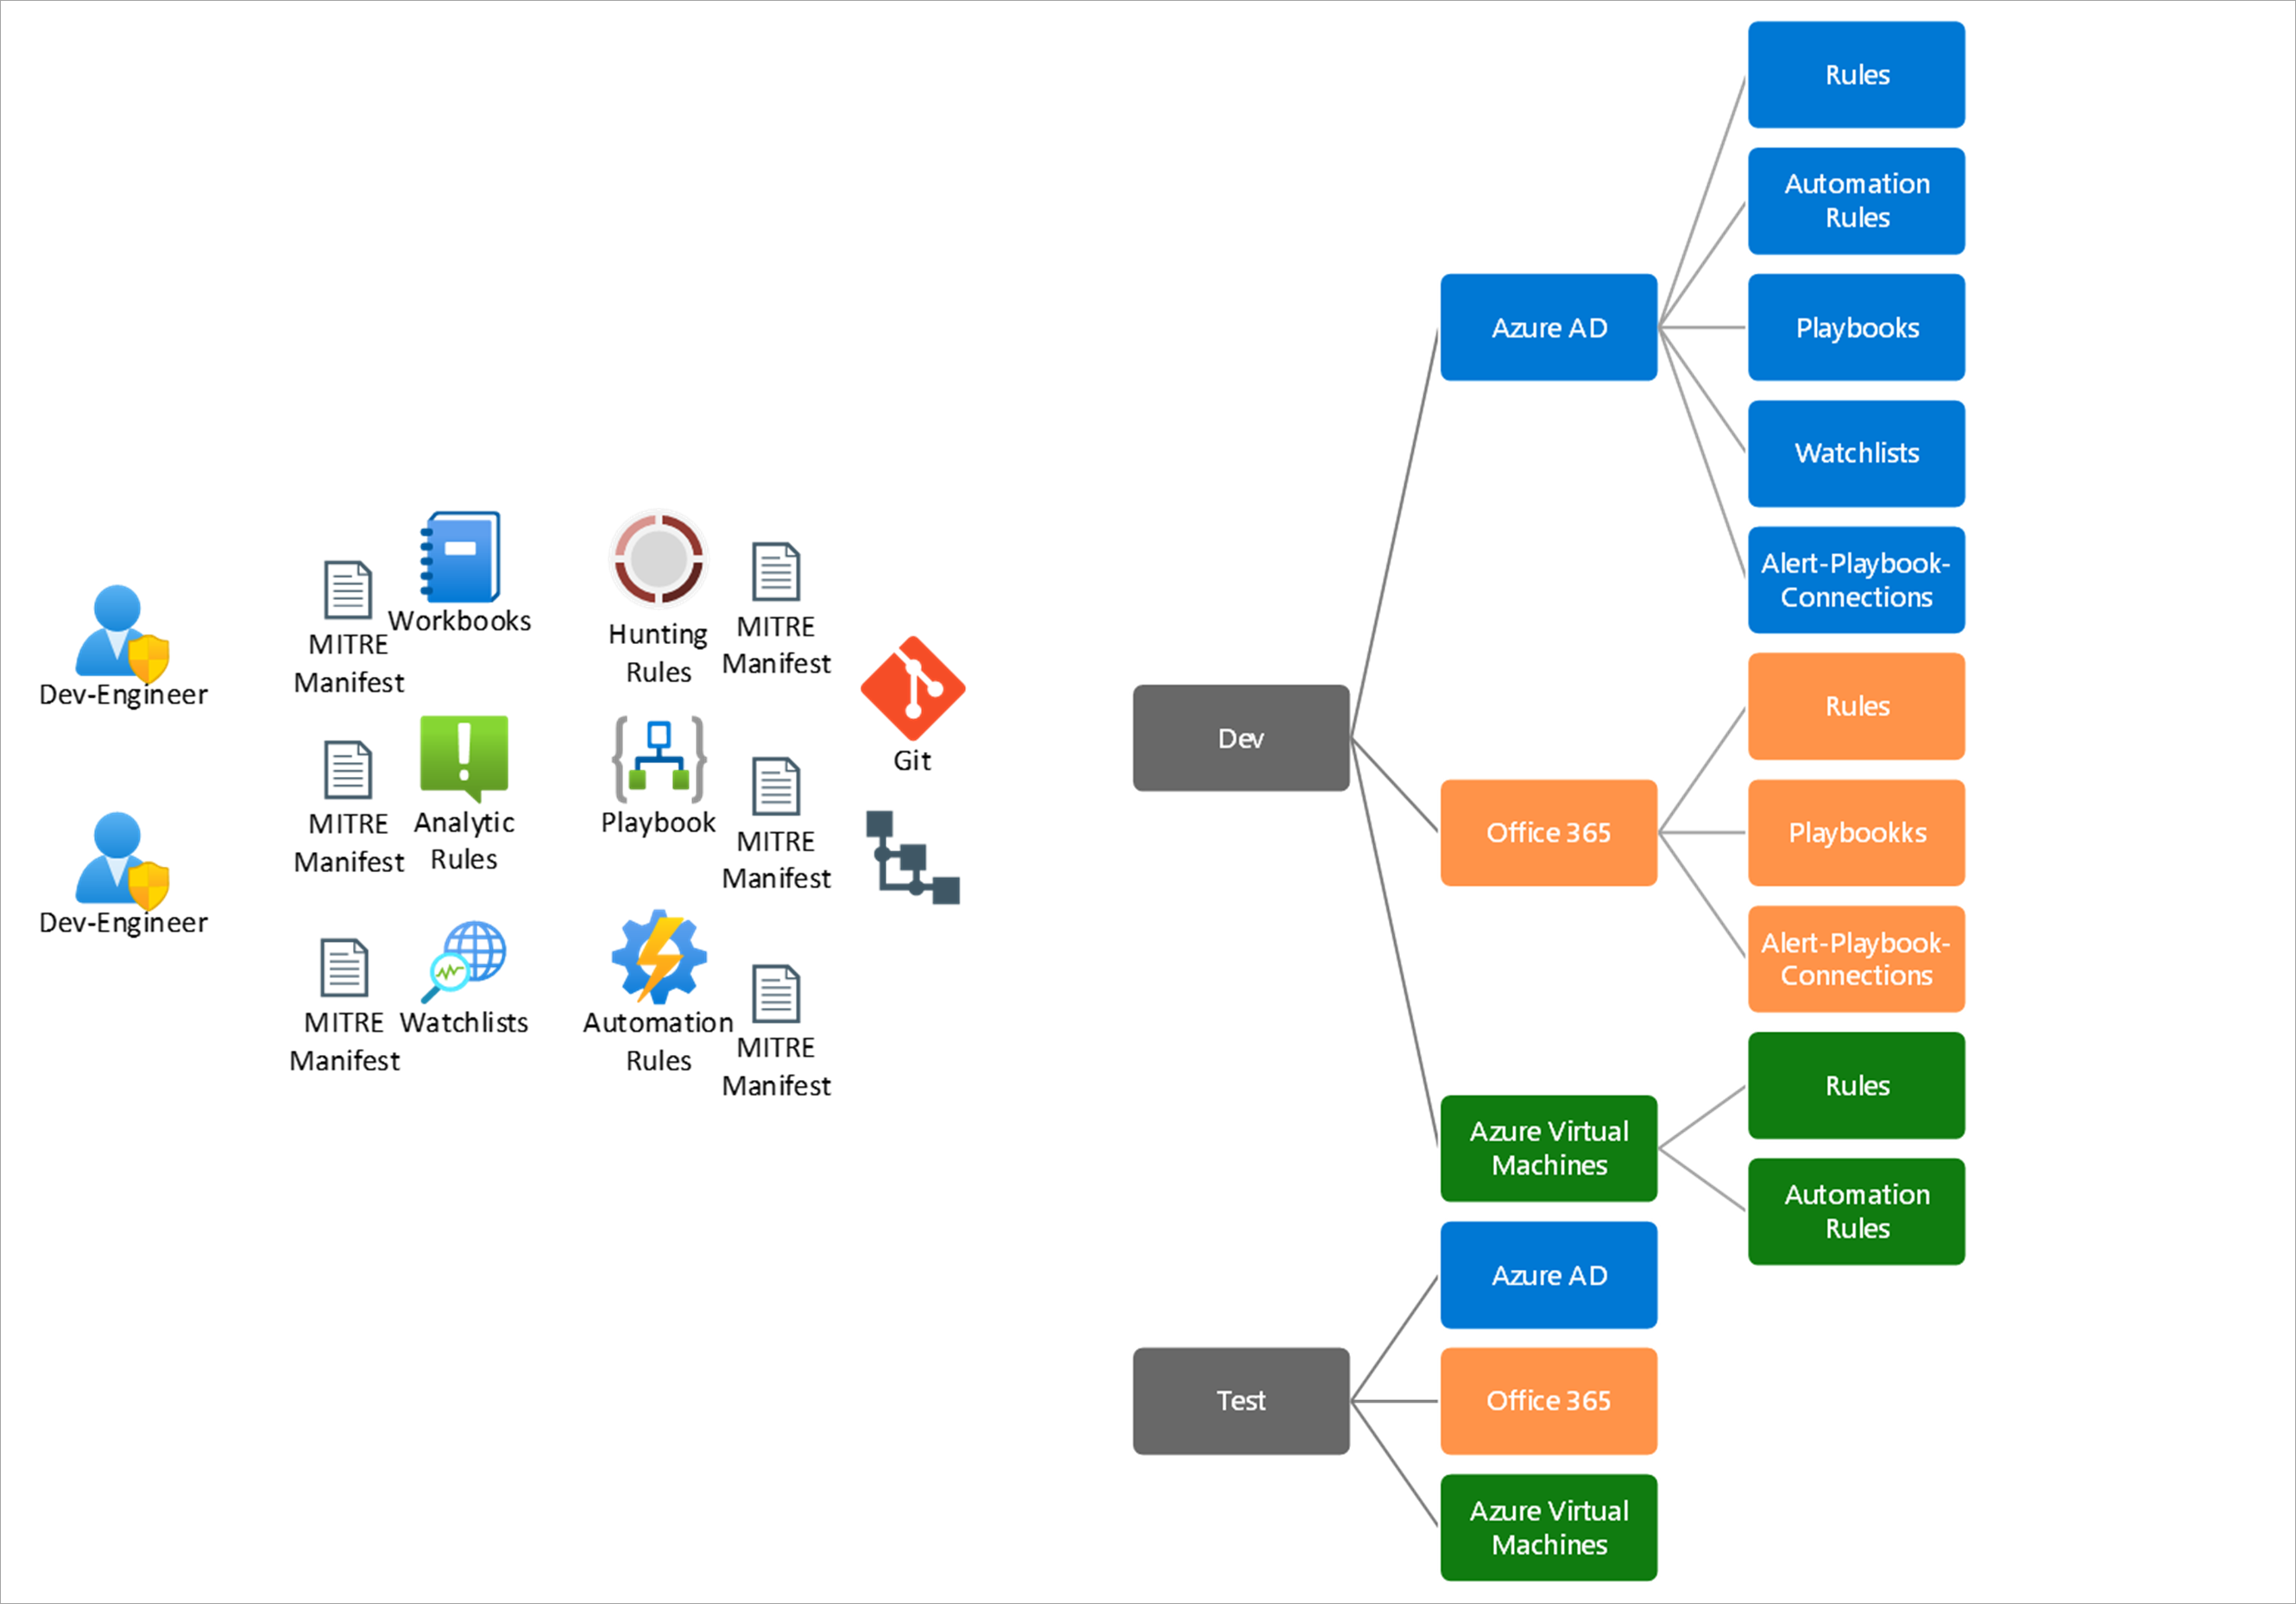 Dev-Engineer
Dev-Engineer
MITRE
Manifest
Workbooks
MITRE
Manifest
Analytic
Rules
MITRE
Manifest
Watchlists
Hunting
Rules
MITRE
Manifest
Playbook
MITRE
Manifest
Automation
Rules
MITRE
Manifest
Git
Dev
Azure AD
Rules
Automation
Rules
Playbooks
Watchlists
Alert-Playbook-
Connections
Office 365
Rules
Playbookks
Alert-Playbook-
Connections
Azure Virtual
Machines
Rules
Automation
Rules
Test
Azure AD
Office 365
Azure Virtual
Machines